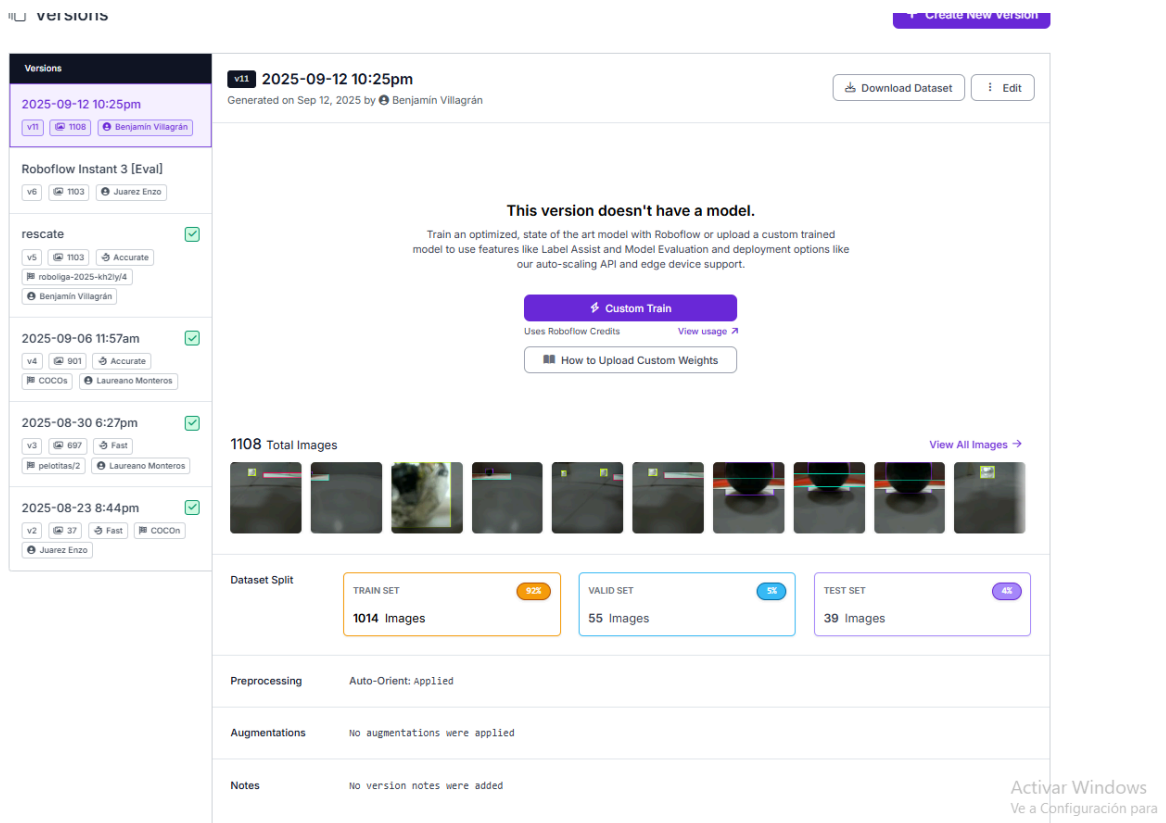 Versions
Create New Version
Versions
2025-09-12 10:25pm
v11 1108 Benjamín Villagrán
Roboflow Instant 3 [Eval]
v6 1103 Juarez Enzo
rescate
v5 1103 Accurate
roboliga-2025-kh2ly/4
Benjamín Villagrán
2025-09-06 11:57am
v4 901 Accurate
COCOs Laureano Monteros
2025-08-30 6:27pm
v3 697 Fast
pelotitas/2 Laureano Monteros
2025-08-23 8:44pm
v2 37 Fast COCOn
Juarez Enzo
v11 2025-09-12 10:25pm
Generated on Sep 12, 2025 by Benjamín Villagrán
Download Dataset
Edit
This version doesn't have a model.
Train an optimized, state of the art model with Roboflow or upload a custom trained
model to use features like Label Assist and Model Evaluation and deployment options like
our auto-scaling API and edge device support.
Custom Train
Uses Roboflow Credits View usage
How to Upload Custom Weights
1108 Total Images
View All Images
Dataset Split
TRAIN SET 92%
1014 Images
VALID SET 5%
55 Images
TEST SET 4%
39 Images
Preprocessing Auto-Orient: Applied
Augmentations No augmentations were applied
Notes No version notes were added
Activar Windows
Ve a Configuración para